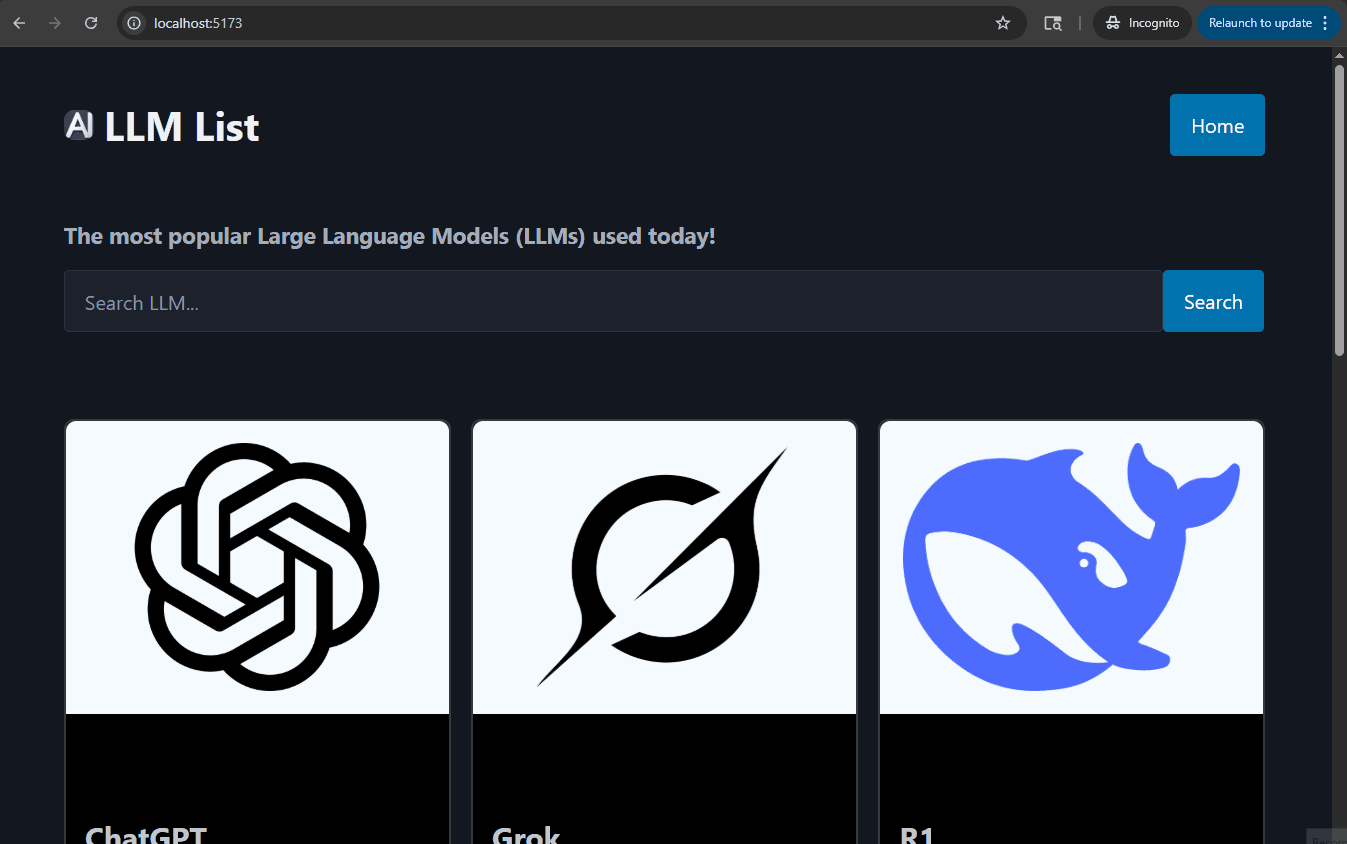 localhost:5173
Incognito
Relaunch to update
AI LLM List
Home
The most popular Large Language Models (LLMs) used today!
Search LLM...
Search
ChatGPT
Grok
R1